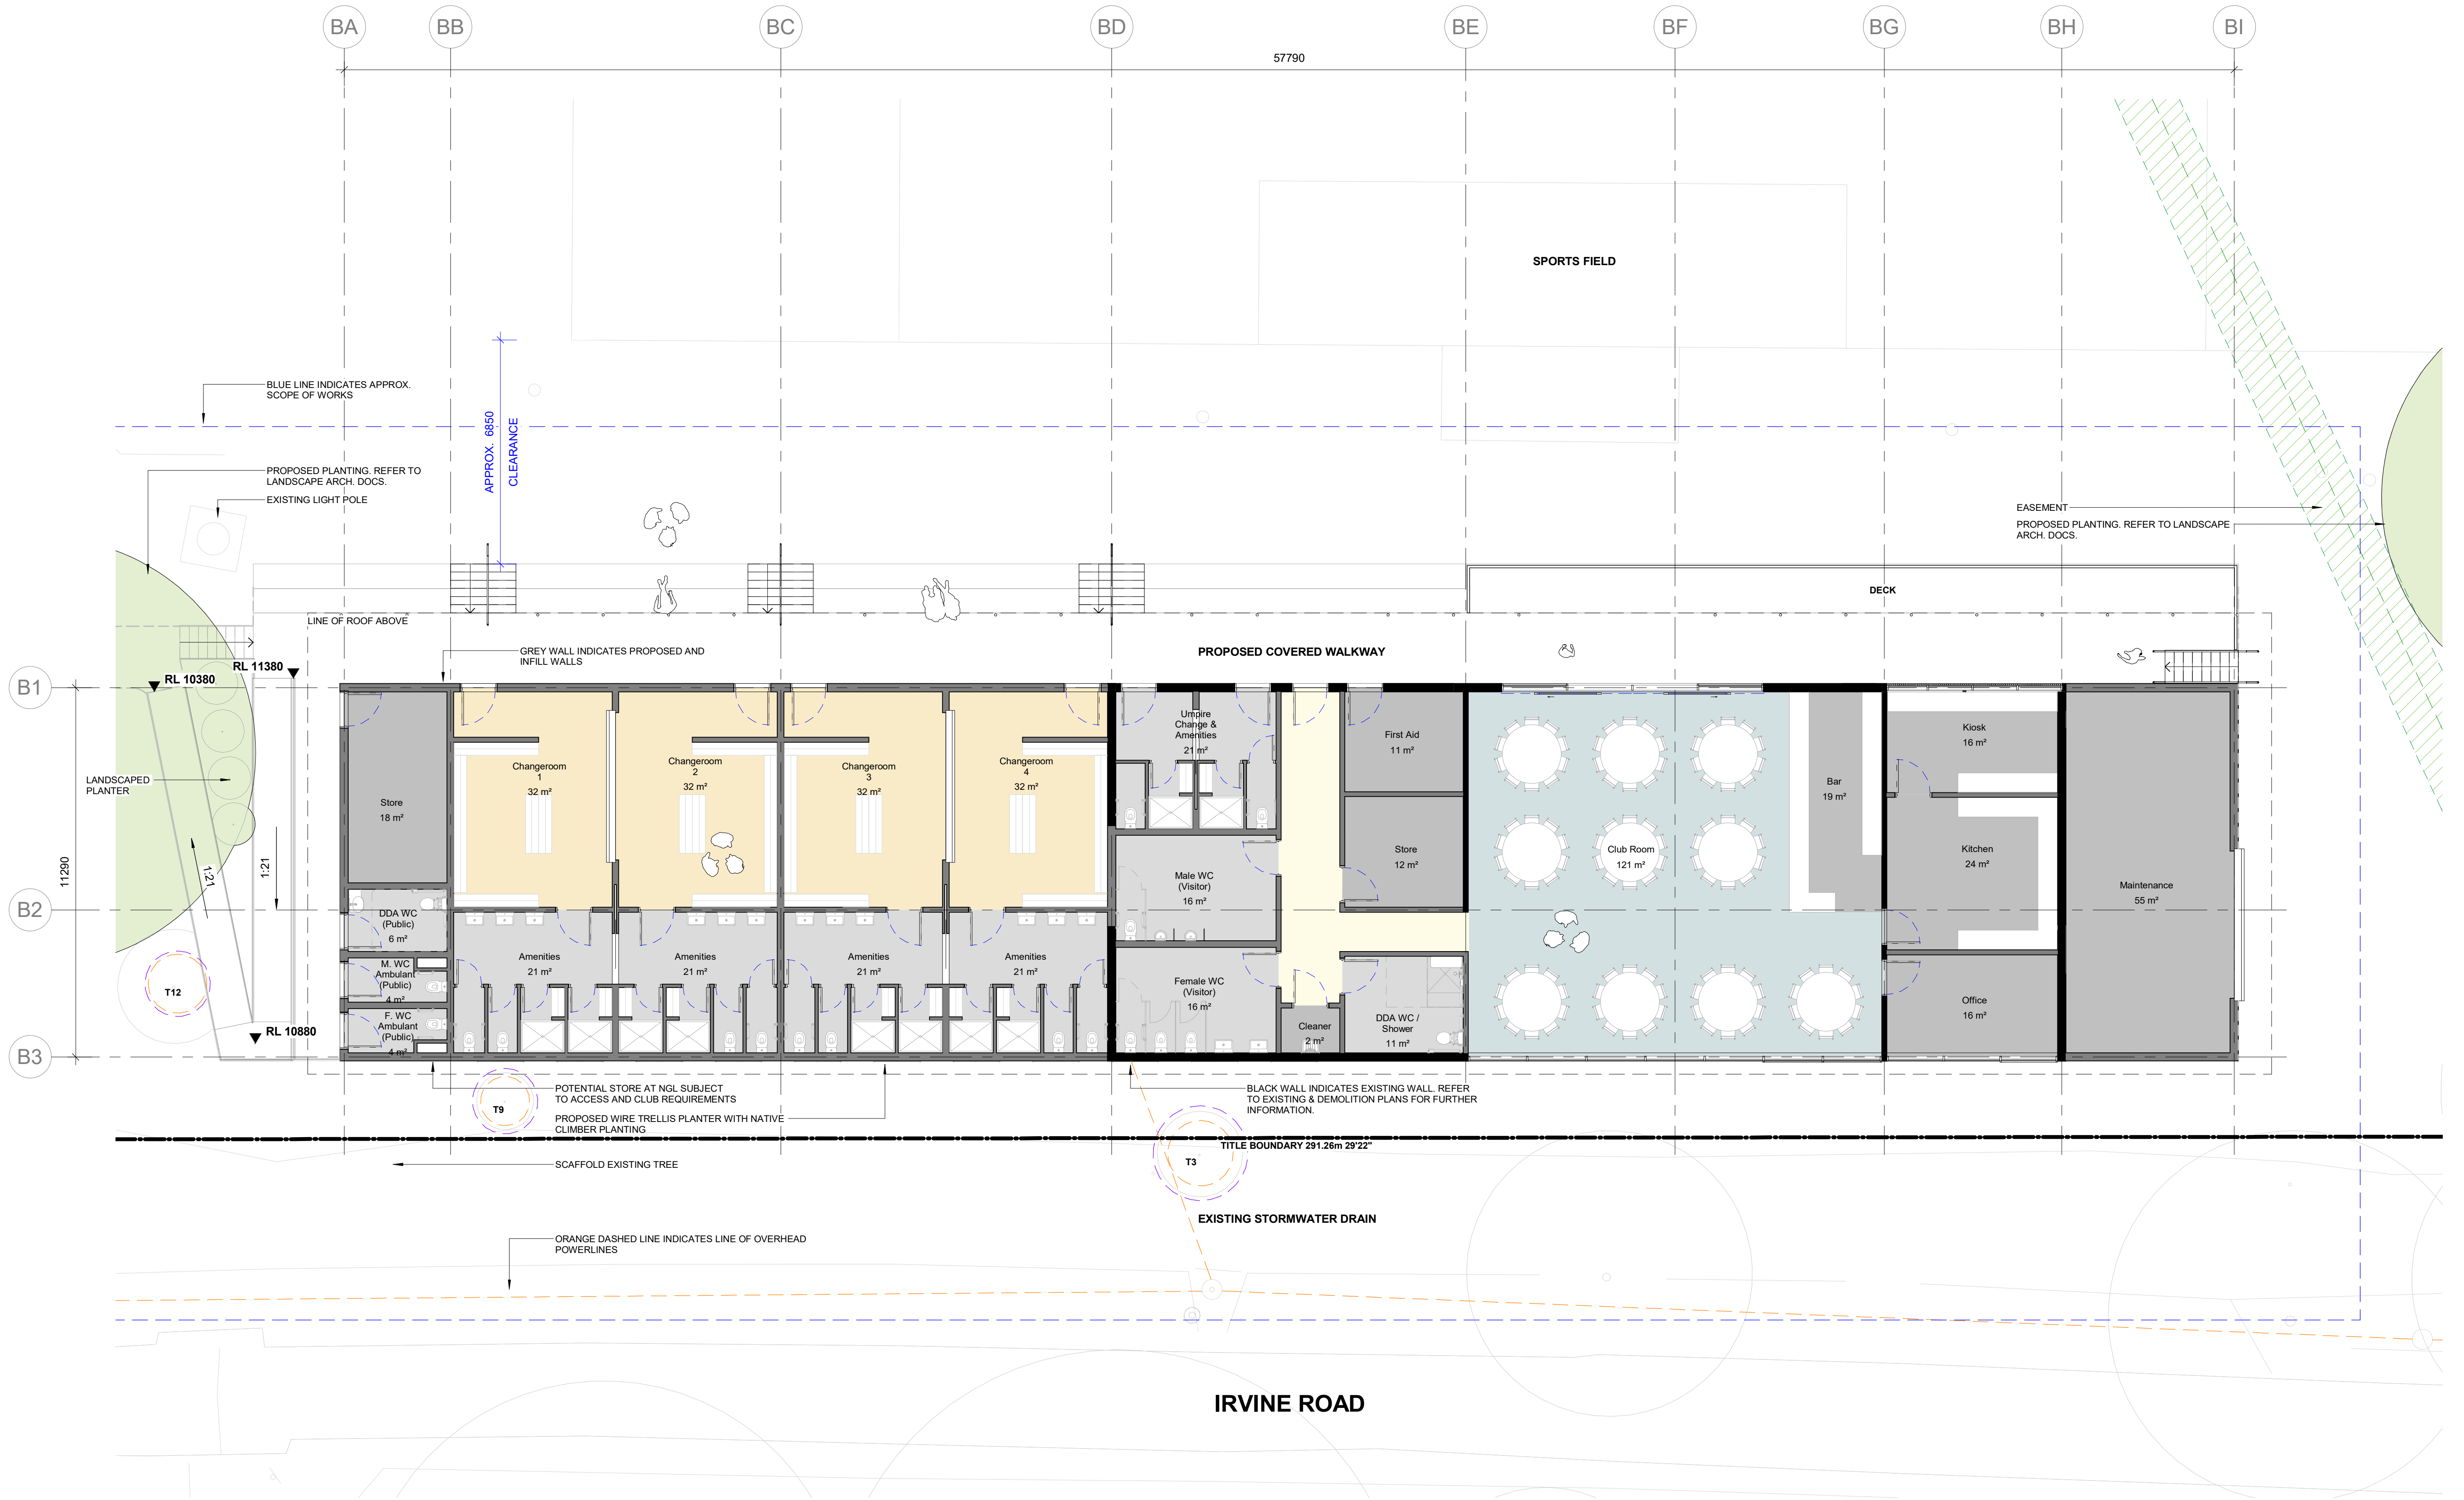 BA
BB
BC
BD
BE
BF
BG
BH
BI
57790
SPORTS FIELD
BLUE LINE INDICATES APPROX.
SCOPE OF WORKS
APPROX. 6850
CLEARANCE
PROPOSED PLANTING. REFER TO
LANDSCAPE ARCH. DOCS.
EXISTING LIGHT POLE
EASEMENT
PROPOSED PLANTING. REFER TO LANDSCAPE
ARCH. DOCS.
DECK
LINE OF ROOF ABOVE
GREY WALL INDICATES PROPOSED AND
INFILL WALLS
PROPOSED COVERED WALKWAY
RL 11380
RL 10380
B1
B2
B3
11290
LANDSCAPED
PLANTER
1:21
1:21
RL 10880
T12
Store
18 m²
DDA WC
(Public)
6 m²
M. WC
Ambulant
(Public)
4 m²
F. WC
Ambulant
(Public)
4 m²
Changeroom
1
32 m²
Changeroom
2
32 m²
Changeroom
3
32 m²
Changeroom
4
32 m²
Amenities
21 m²
Amenities
21 m²
Amenities
21 m²
Amenities
21 m²
Umpire
Change &
Amenities
21 m²
Male WC
(Visitor)
16 m²
Female WC
(Visitor)
16 m²
First Aid
11 m²
Store
12 m²
Cleaner
2 m²
DDA WC /
Shower
11 m²
Club Room
121 m²
Bar
19 m²
Kiosk
16 m²
Kitchen
24 m²
Office
16 m²
Maintenance
55 m²
T9
POTENTIAL STORE AT NGL SUBJECT
TO ACCESS AND CLUB REQUIREMENTS
PROPOSED WIRE TRELLIS PLANTER WITH NATIVE
CLIMBER PLANTING
BLACK WALL INDICATES EXISTING WALL. REFER
TO EXISTING & DEMOLITION PLANS FOR FURTHER
INFORMATION.
TITLE BOUNDARY 291.26m 29'22"
T3
SCAFFOLD EXISTING TREE
EXISTING STORMWATER DRAIN
ORANGE DASHED LINE INDICATES LINE OF OVERHEAD
POWERLINES
IRVINE ROAD